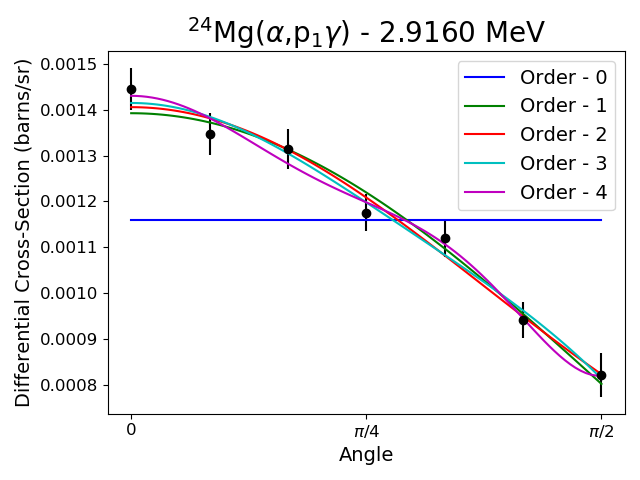 ²⁴Mg(α,p₁γ) - 2.9160 MeV
Differential Cross-Section (barns/sr)
0.0015
0.0014
0.0013
0.0012
0.0011
0.0010
0.0009
0.0008
Order - 0
Order - 1
Order - 2
Order - 3
Order - 4
0
π/4
π/2
Angle